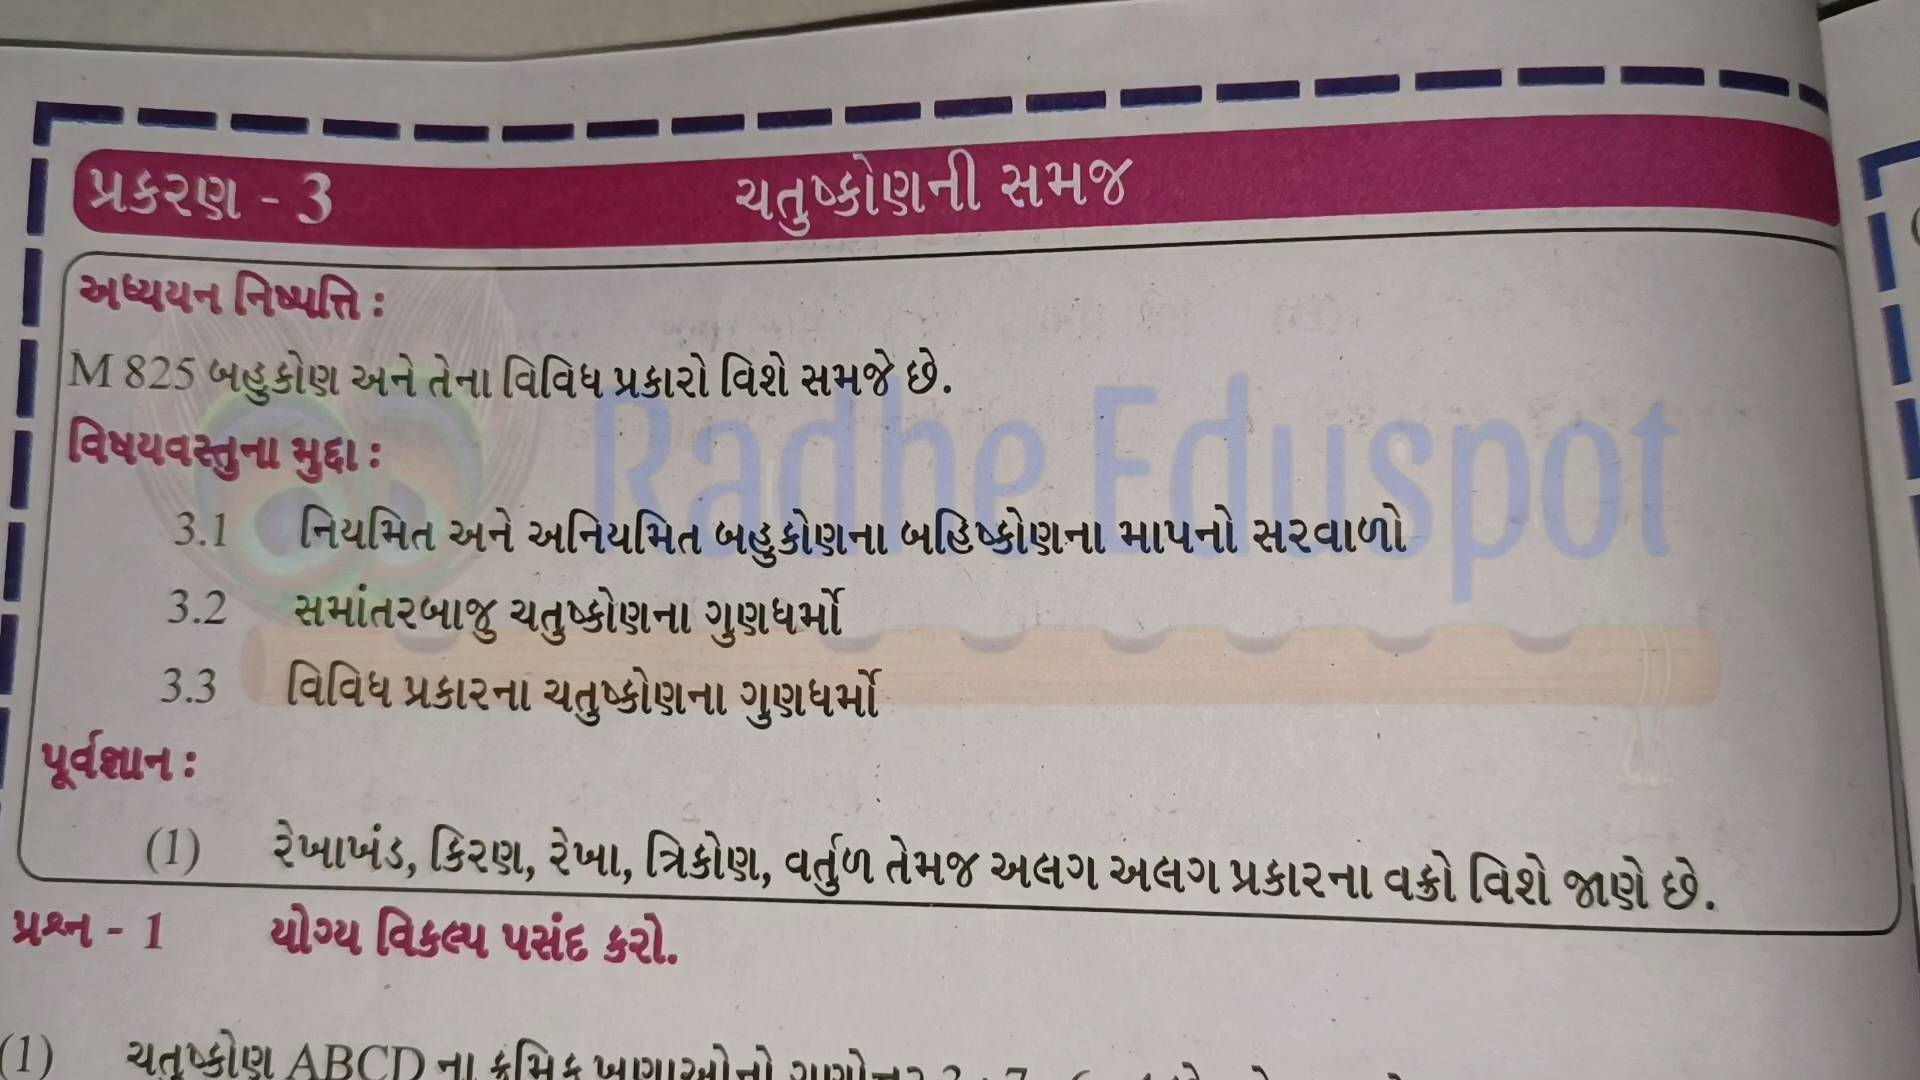 પ્રકરણ - 3 ચતુષ્કોણની સમજ
અધ્યયન નિષ્પત્તિ :
M 825 બહુકોણ અને તેના વિવિધ પ્રકારો વિશે સમજે છે.
Radhe Eduspot
વિષયવસ્તુના મુદ્દા :
3.1 નિયમિત અને અનિયમિત બહુકોણના બહિષ્કોણના માપનો સરવાળો
3.2 સમાંતરબાજુ ચતુષ્કોણના ગુણધર્મો
3.3 વિવિધ પ્રકારના ચતુષ્કોણના ગુણધર્મો
પૂર્વજ્ઞાન :
(1) રેખાખંડ, કિરણ, રેખા, ત્રિકોણ, વર્તુળ તેમજ અલગ અલગ પ્રકારના વક્રો વિશે જાણે છે.
પ્રશ્ન - 1 યોગ્ય વિકલ્પ પસંદ કરો.
(1) ચતુષ્કોણ ABCD ના ક્રમિક ખૂણાઓનો